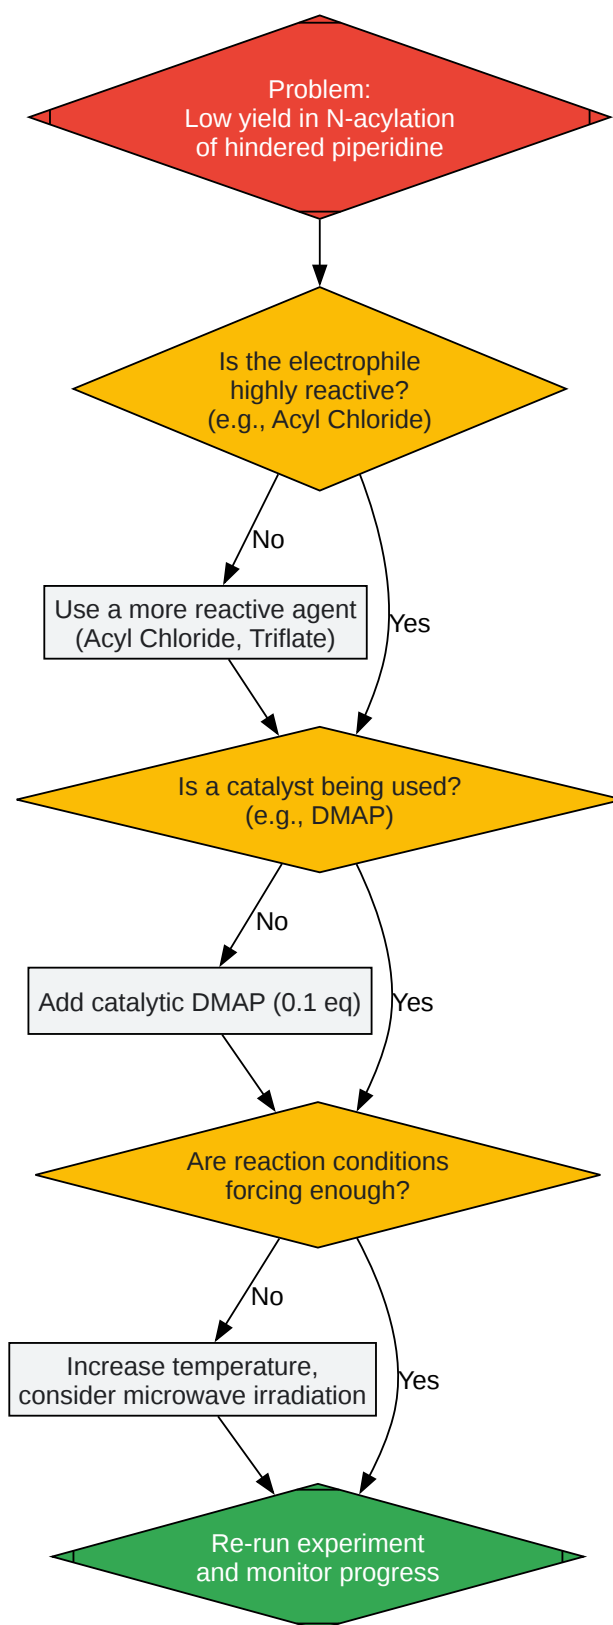 Problem:
Low yield in N-acylation
of hindered piperidine
Is the electrophile
highly reactive?
(e.g., Acyl Chloride)
No
Use a more reactive agent
(Acyl Chloride, Triflate)
Yes
Is a catalyst being used?
(e.g., DMAP)
No
Add catalytic DMAP (0.1 eq)
Yes
Are reaction conditions
forcing enough?
No
Increase temperature,
consider microwave irradiation
Yes
Re-run experiment
and monitor progress